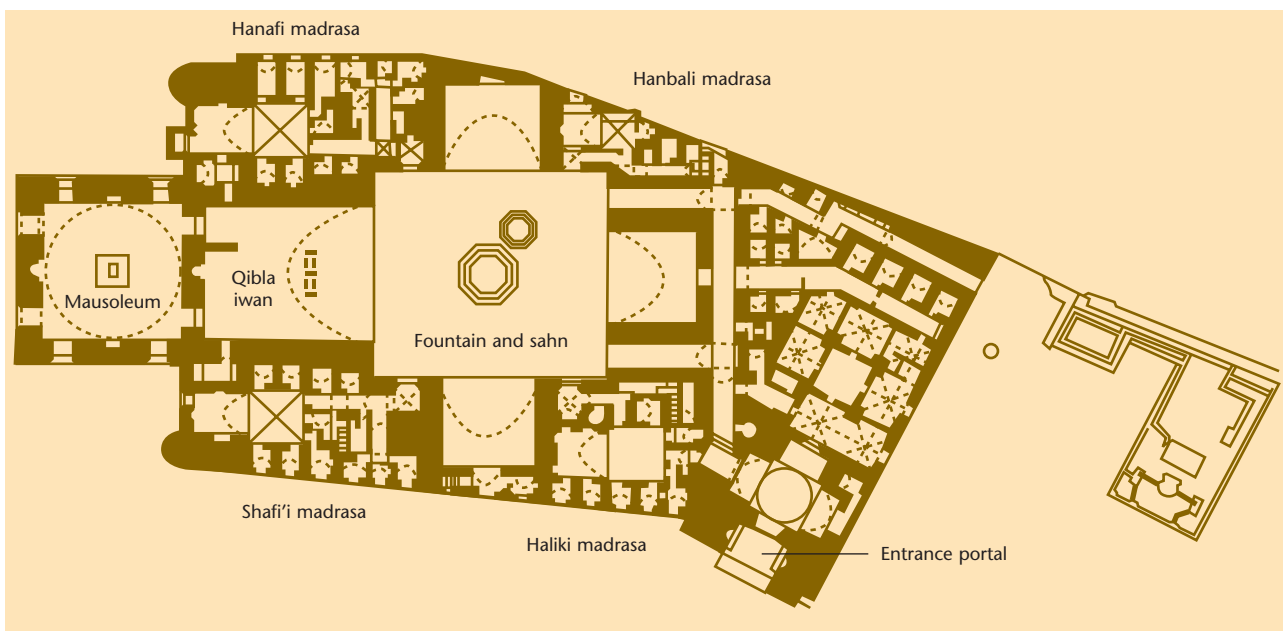 Hanafi madrasa
Hanbali madrasa
Mausoleum
Qibla
iwan
Fountain and sahn
Shafi’i madrasa
Haliki madrasa
Entrance portal